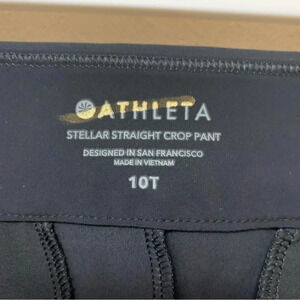 ATHLETA
STELLAR STRAIGHT CROP PANT
DESIGNED IN SAN FRANCISCO
MADE IN VIETNAM
10T